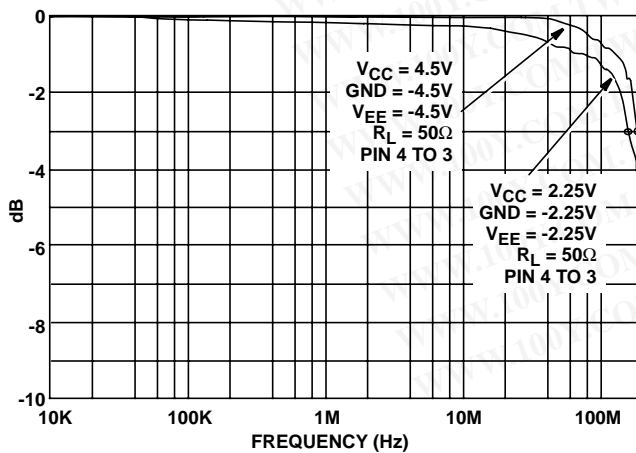 0
-2
-4
-6
-8
-10
dB
VCC = 4.5V
GND = -4.5V
VEE = -4.5V
RL = 50Ω
PIN 4 TO 3
VCC = 2.25V
GND = -2.25V
VEE = -2.25V
RL = 50Ω
PIN 4 TO 3
10K 100K 1M 10M 100M
FREQUENCY (Hz)